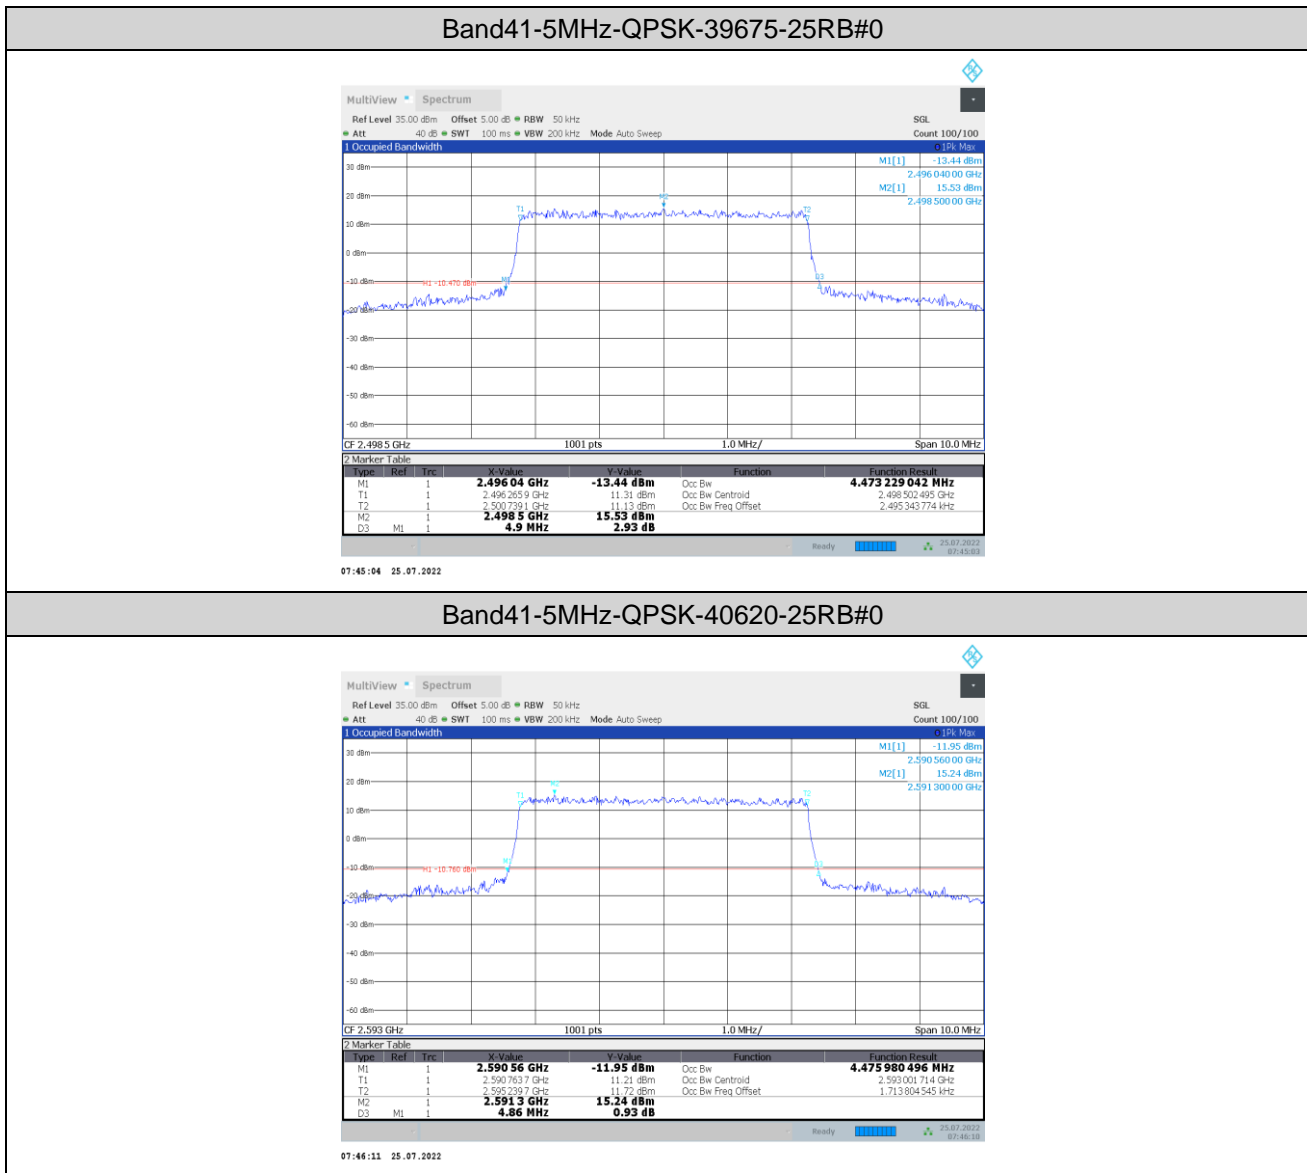 Band41-5MHz-QPSK-39675-25RB#0
MultiView Spectrum
Ref Level 35.00 dBm Offset 5.00 dB RBW 50 kHz SGL
Att 40 dB SWT 100 ms VBW 200 kHz Mode Auto Sweep Count 100/100
1 Occupied Bandwidth 1Pk Max
M1[1] -13.44 dBm
2.496 040 00 GHz
M2[1] 15.53 dBm
2.498 500 00 GHz
30 dBm
20 dBm
M2
T1 T2
10 dBm
0 dBm
-10 dBm H1 -10.470 dBm M1 D3
-20 dBm
-30 dBm
-40 dBm
-50 dBm
-60 dBm
CF 2.498 5 GHz 1001 pts 1.0 MHz/ Span 10.0 MHz
2 Marker Table
Type Ref Trc X-Value Y-Value Function Function Result
M1 1 2.496 04 GHz -13.44 dBm Occ Bw 4.473 229 042 MHz
T1 1 2.496 265 9 GHz 11.31 dBm Occ Bw Centroid 2.498 502 495 GHz
T2 1 2.500 739 1 GHz 11.13 dBm Occ Bw Freq Offset 2.495 343 774 kHz
M2 1 2.498 5 GHz 15.53 dBm
D3 M1 1 4.9 MHz 2.93 dB
Ready 25.07.2022
07:45:03
07:45:04 25.07.2022
Band41-5MHz-QPSK-40620-25RB#0
MultiView Spectrum
Ref Level 35.00 dBm Offset 5.00 dB RBW 50 kHz SGL
Att 40 dB SWT 100 ms VBW 200 kHz Mode Auto Sweep Count 100/100
1 Occupied Bandwidth 1Pk Max
M1[1] -11.95 dBm
2.590 560 00 GHz
M2[1] 15.24 dBm
2.591 300 00 GHz
30 dBm
20 dBm
M2
T1 T2
10 dBm
0 dBm
-10 dBm H1 -10.760 dBm M1 D3
-20 dBm
-30 dBm
-40 dBm
-50 dBm
-60 dBm
CF 2.593 GHz 1001 pts 1.0 MHz/ Span 10.0 MHz
2 Marker Table
Type Ref Trc X-Value Y-Value Function Function Result
M1 1 2.590 56 GHz -11.95 dBm Occ Bw 4.475 980 496 MHz
T1 1 2.590 763 7 GHz 11.21 dBm Occ Bw Centroid 2.593 001 714 GHz
T2 1 2.595 239 7 GHz 11.72 dBm Occ Bw Freq Offset 1.713 804 545 kHz
M2 1 2.591 3 GHz 15.24 dBm
D3 M1 1 4.86 MHz 0.93 dB
Ready 25.07.2022
07:46:10
07:46:11 25.07.2022